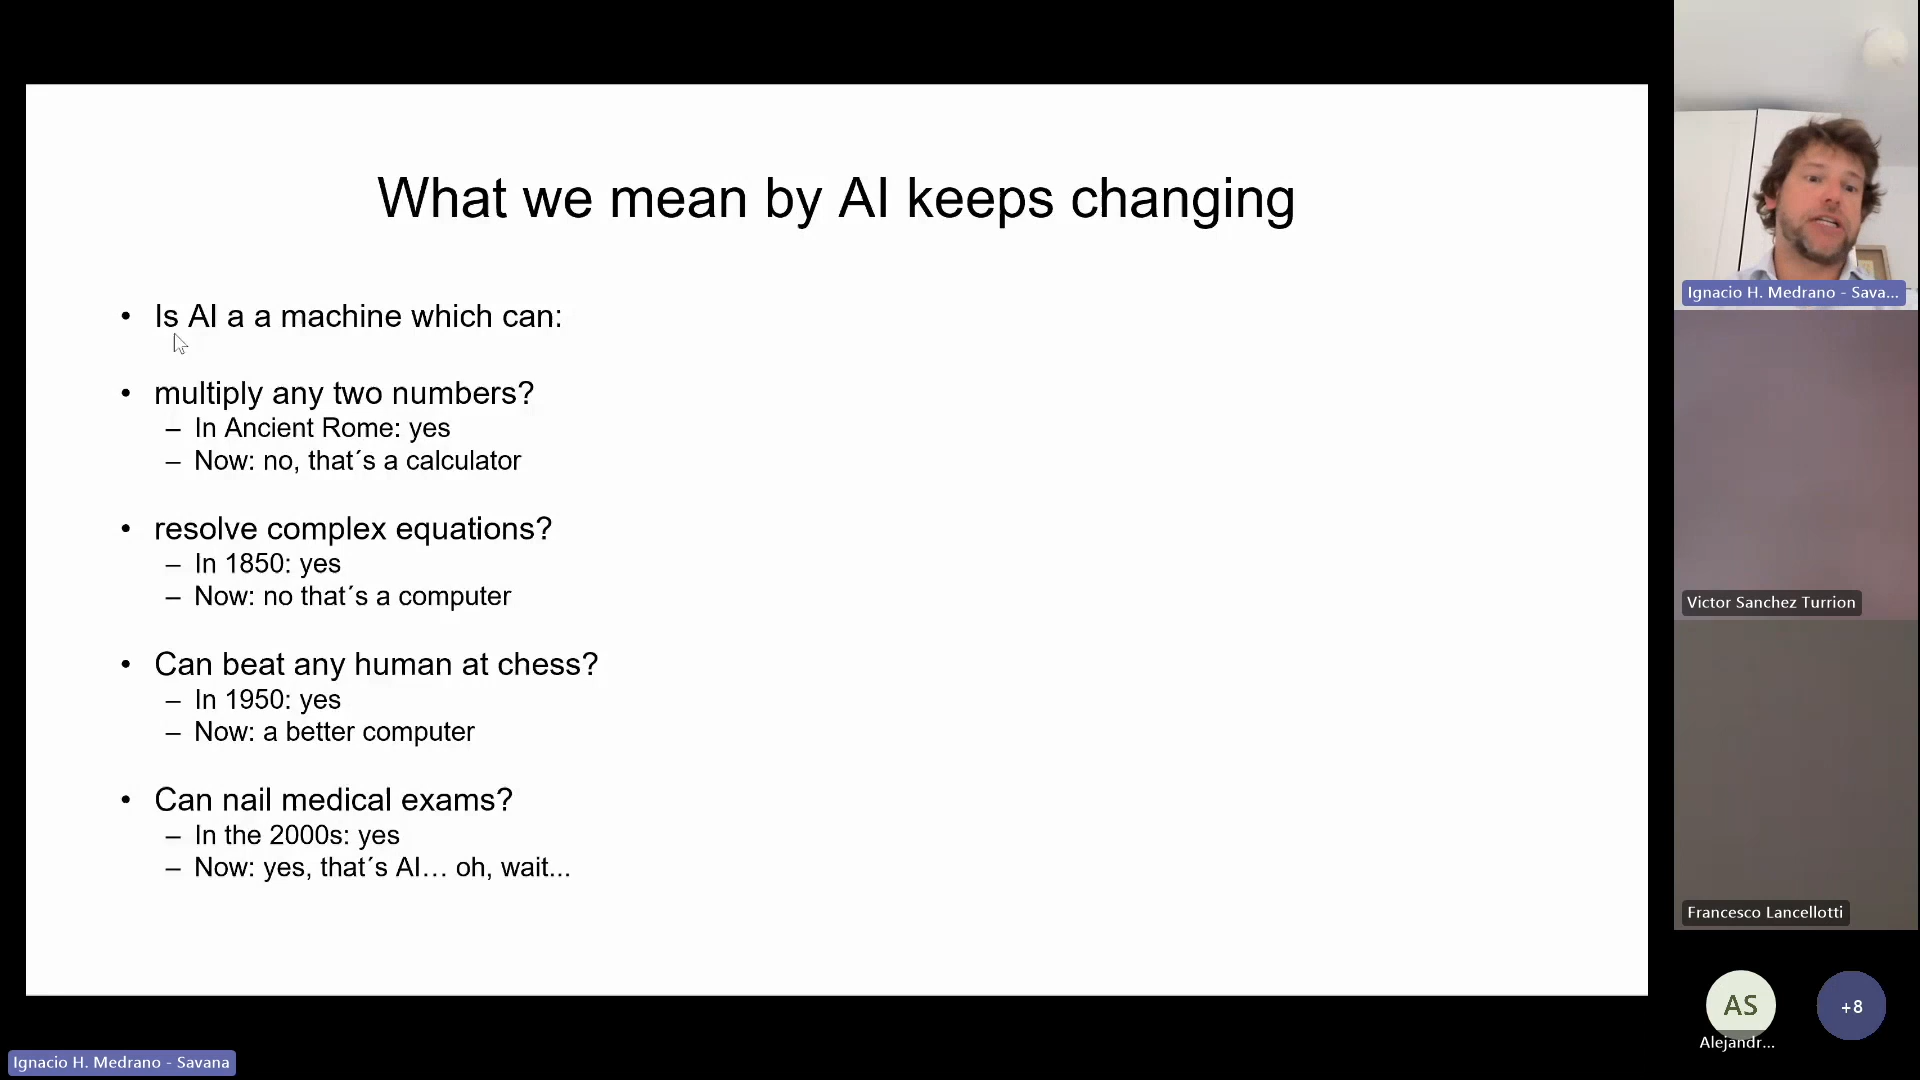 What we mean by AI keeps changing
• Is AI a a machine which can:
• multiply any two numbers?
– In Ancient Rome: yes
– Now: no, that´s a calculator
• resolve complex equations?
– In 1850: yes
– Now: no that´s a computer
• Can beat any human at chess?
– In 1950: yes
– Now: a better computer
• Can nail medical exams?
– In the 2000s: yes
– Now: yes, that´s AI… oh, wait...
Ignacio H. Medrano - Sava...
Victor Sanchez Turrion
Francesco Lancellotti
AS
Alejandr...
+8
Ignacio H. Medrano - Savana